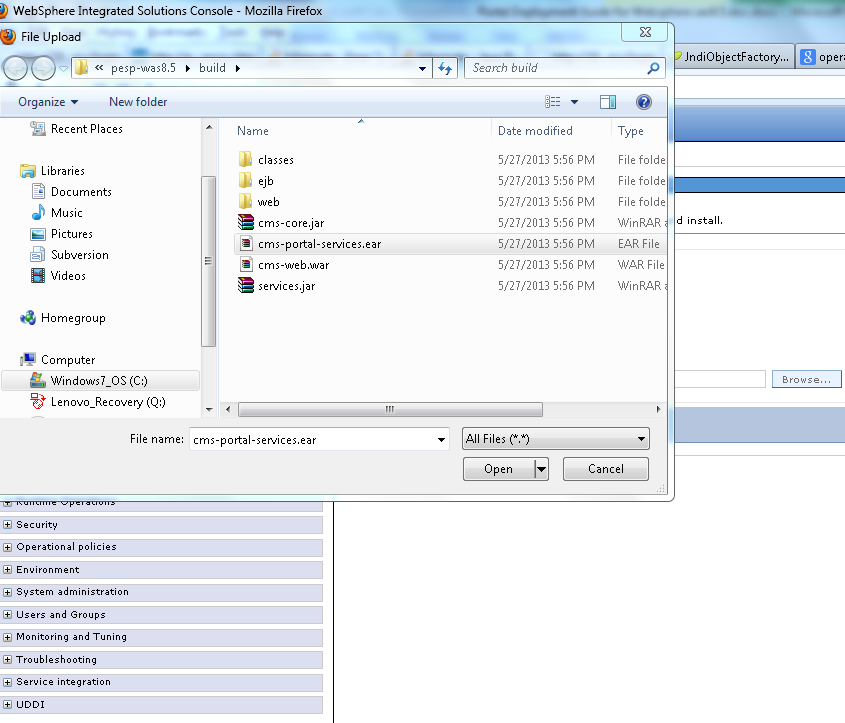 WebSphere Integrated Solutions Console - Mozilla Firefox
File Upload
« pesp-was8.5 build Search build
JndiObjectFactory... opera
Organize New folder
Name Date modified Type
Recent Places
Libraries
Documents
Music
Pictures
Subversion
Videos
Homegroup
Computer
Windows7_OS (C:)
Lenovo_Recovery (Q:)
classes 5/27/2013 5:56 PM File folde
ejb 5/27/2013 5:56 PM File folde
web 5/27/2013 5:56 PM File folde
cms-core.jar 5/27/2013 5:56 PM WinRAR a
cms-portal-services.ear 5/27/2013 5:56 PM EAR File
cms-web.war 5/27/2013 5:56 PM WAR File
services.jar 5/27/2013 5:56 PM WinRAR a
d install.
Browse...
File name: cms-portal-services.ear All Files (*.*)
Open Cancel
Runtime Operations
Security
Operational policies
Environment
System administration
Users and Groups
Monitoring and Tuning
Troubleshooting
Service integration
UDDI